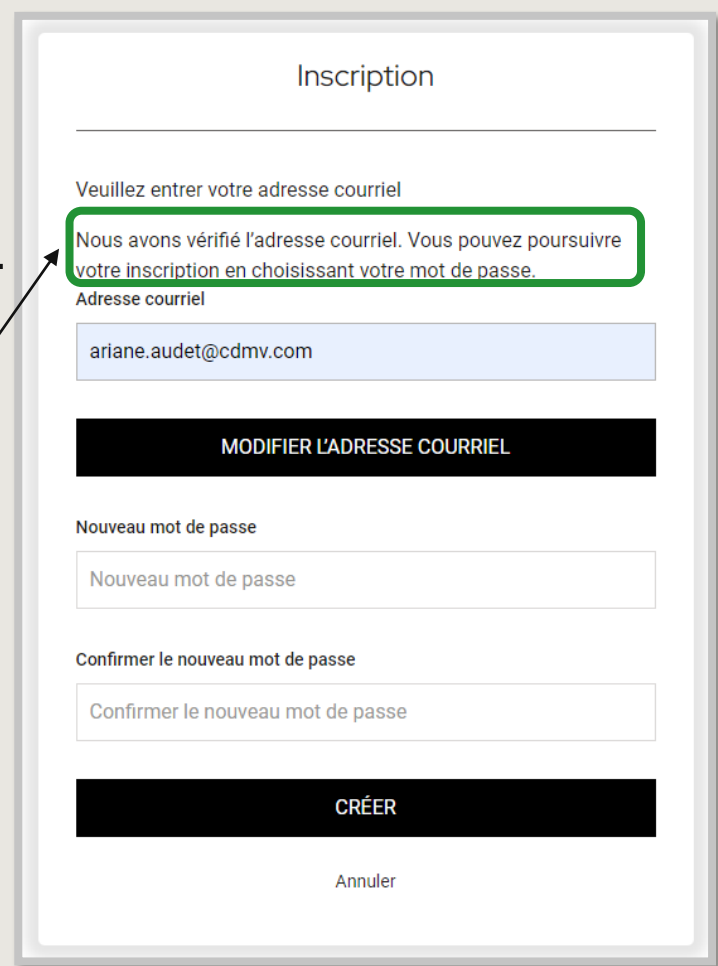 Inscription
Veuillez entrer votre adresse courriel
Nous avons vérifié l'adresse courriel. Vous pouvez poursuivre
votre inscription en choisissant votre mot de passe.
Adresse courriel
ariane.audet@cdmv.com
MODIFIER L'ADRESSE COURRIEL
Nouveau mot de passe
Nouveau mot de passe
Confirmer le nouveau mot de passe
Confirmer le nouveau mot de passe
CRÉER
Annuler